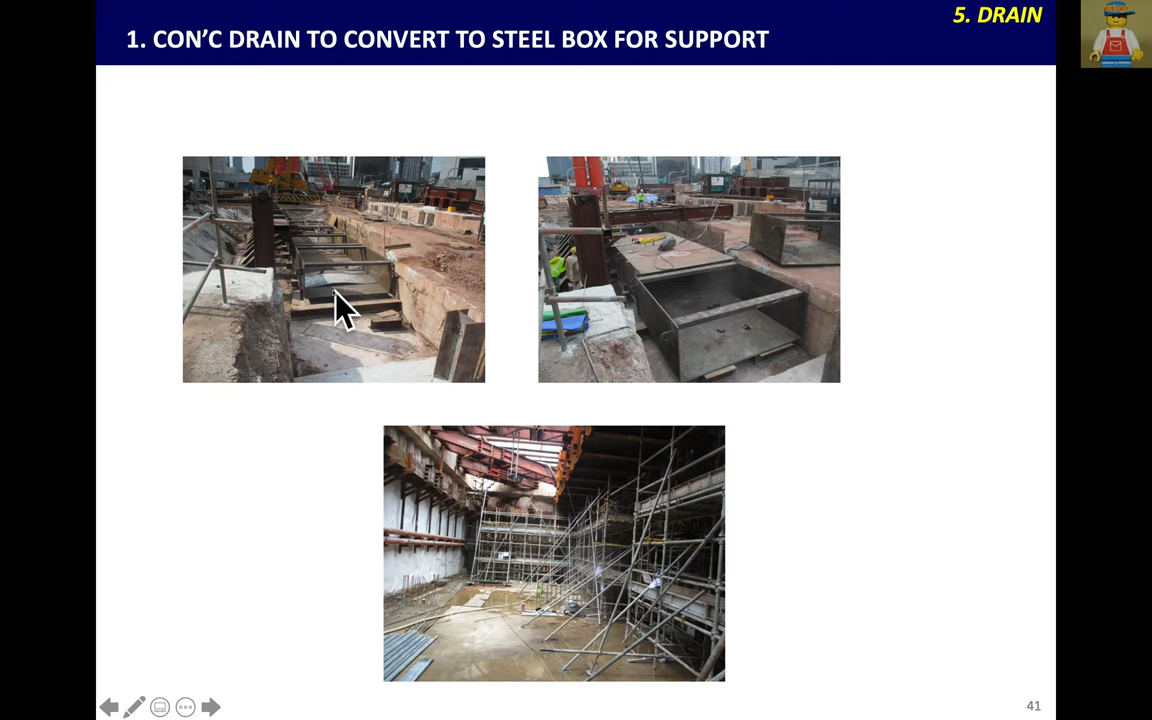 5. DRAIN
1. CON’C DRAIN TO CONVERT TO STEEL BOX FOR SUPPORT
41